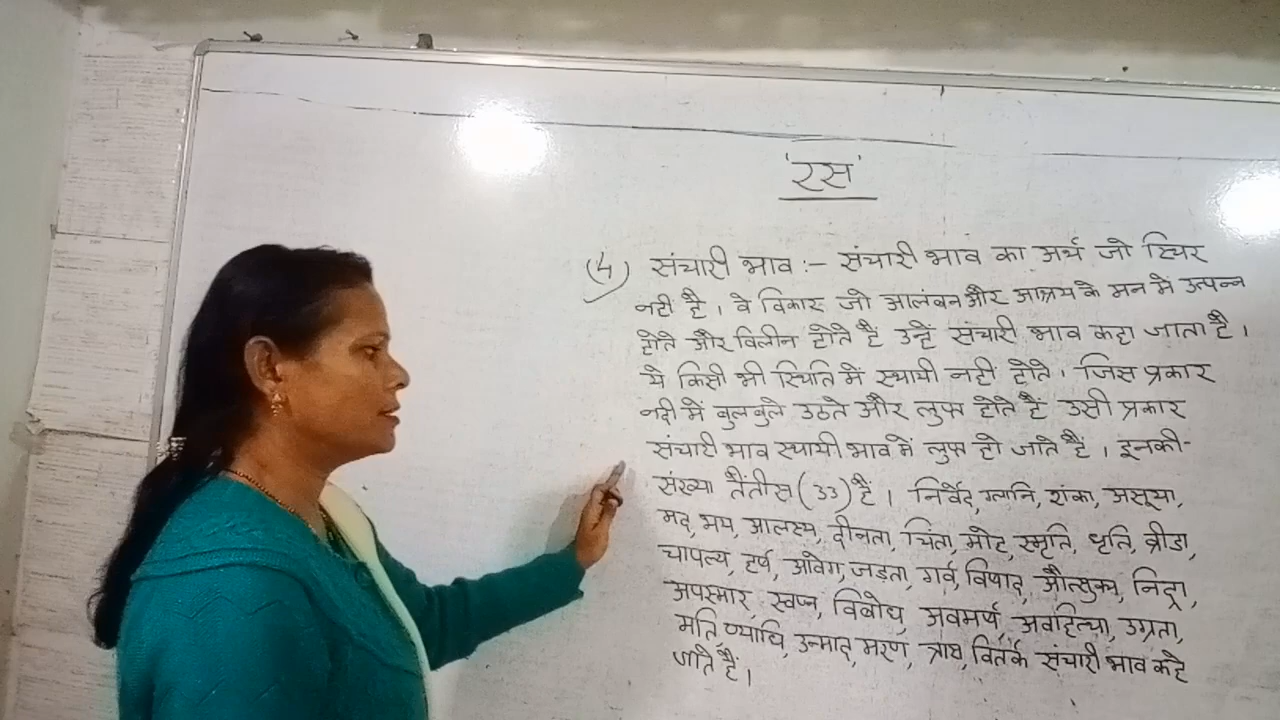 'रस'
(4) संचारी भाव :- संचारी भाव का अर्थ जो स्थिर
नही है। वे विकार जो आलंबन और आश्रय के मन मे उत्पन्न
होते और विलीन होते हैं उन्हें संचारी भाव कहा जाता है।
ये किसी भी स्थिति में स्थायी नही होते। जिस प्रकार
नदी में बुलबुले उठते और लुप्त होते हैं उसी प्रकार
संचारी भाव स्थायी भाव में लुप्त हो जाते हैं। इनकी-
संख्या तैतीस (33) हैं। निर्वेद, ग्लानि, शंका, असूया,
मद, भय, आलस्य, दीनता, चिंता, मोह, स्मृति, धृति, व्रीडा,
चापल्य, हर्ष, आवेग, जड़ता, गर्व, विषाद, औत्सुक्य, निद्रा,
अपस्मार, स्वप्न, विबोध, अवमर्ष, अवहित्था, उग्रता,
मति, व्याधि, उन्माद, मरण, त्रास, वितर्क संचारी भाव कहे
जाते है।